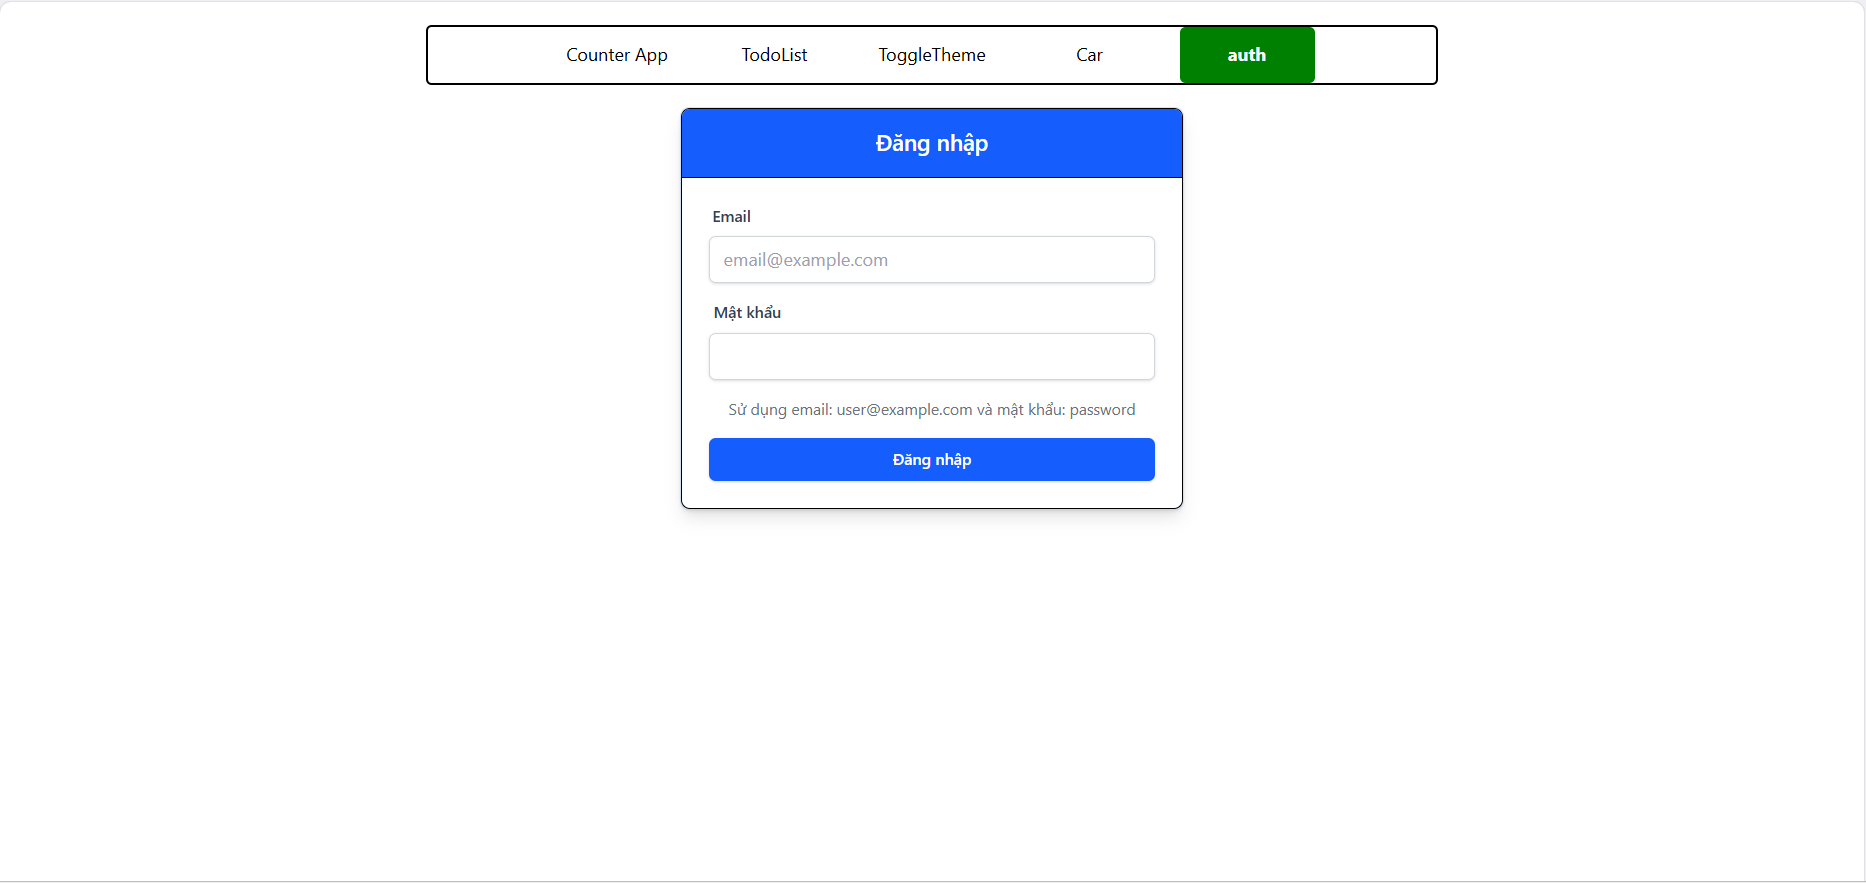 Counter App TodoList ToggleTheme Car auth
Đăng nhập
Email
email@example.com
Mật khẩu
Sử dụng email: user@example.com và mật khẩu: password
Đăng nhập